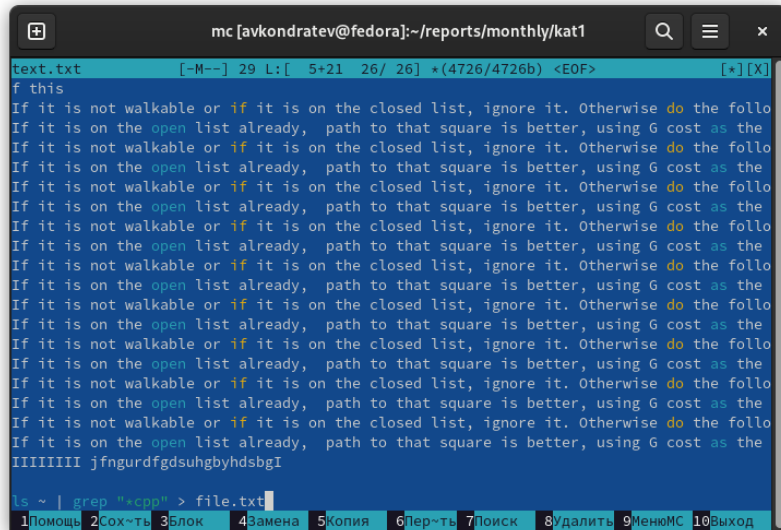 mc [avkondratev@fedora]:~/reports/monthly/kat1
text.txt [-M--] 29 L:[ 5+21 26/ 26] *(4726/4726b) <EOF> [*][X]
f this
If it is not walkable or if it is on the closed list, ignore it. Otherwise do the follo
If it is on the open list already,  path to that square is better, using G cost as the
If it is not walkable or if it is on the closed list, ignore it. Otherwise do the follo
If it is on the open list already,  path to that square is better, using G cost as the
If it is not walkable or if it is on the closed list, ignore it. Otherwise do the follo
If it is on the open list already,  path to that square is better, using G cost as the
If it is not walkable or if it is on the closed list, ignore it. Otherwise do the follo
If it is on the open list already,  path to that square is better, using G cost as the
If it is not walkable or if it is on the closed list, ignore it. Otherwise do the follo
If it is on the open list already,  path to that square is better, using G cost as the
If it is not walkable or if it is on the closed list, ignore it. Otherwise do the follo
If it is on the open list already,  path to that square is better, using G cost as the
If it is not walkable or if it is on the closed list, ignore it. Otherwise do the follo
If it is on the open list already,  path to that square is better, using G cost as the
If it is not walkable or if it is on the closed list, ignore it. Otherwise do the follo
If it is on the open list already,  path to that square is better, using G cost as the
If it is not walkable or if it is on the closed list, ignore it. Otherwise do the follo
If it is on the open list already,  path to that square is better, using G cost as the
IIIIIIII jfngurdfgdsuhgbyhdsbgI
ls ~ | grep "*cpp" > file.txt
1Помощь 2Сох~ть 3Блок 4Замена 5Копия 6Пер~ть 7Поиск 8Удалить 9МенюMC 10Выход